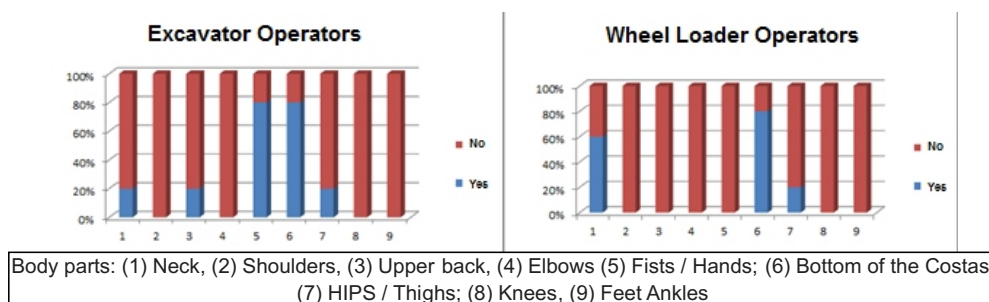 Excavator Operators
100%
80%
60%
40%
20%
0%
1 2 3 4 5 6 7 8 9
No
Yes
Wheel Loader Operators
100%
80%
60%
40%
20%
0%
1 2 3 4 5 6 7 8 9
No
Yes
Body parts: (1) Neck, (2) Shoulders, (3) Upper back, (4) Elbows (5) Fists / Hands; (6) Bottom of the Costas
(7) HIPS / Thighs; (8) Knees, (9) Feet Ankles